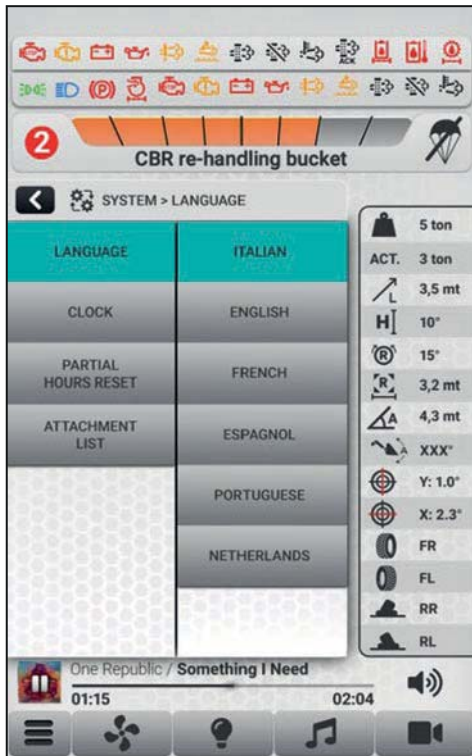 ACK
(P)
2
CBR re-handling bucket
SYSTEM > LANGUAGE
LANGUAGE
ITALIAN
CLOCK
ENGLISH
PARTIAL
HOURS RESET
FRENCH
ATTACHMENT
LIST
ESPAGNOL
PORTUGUESE
NETHERLANDS
5 ton
ACT. 3 ton
L 3,5 mt
H 10°
R 15°
R 3,2 mt
A 4,3 mt
A XXX°
Y: 1.0°
X: 2.3°
FR
FL
RR
RL
One Republic / Something I Need
01:15 02:04